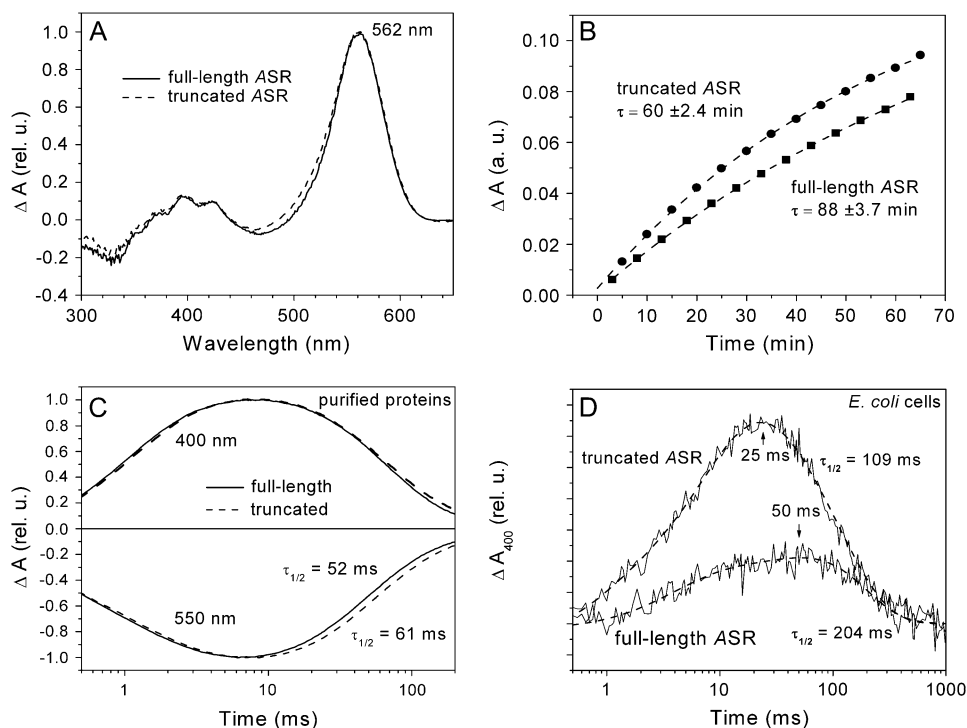 A
562 nm
full-length ASR
truncated ASR
Δ A (rel. u.)
1.0
0.8
0.6
0.4
0.2
0.0
-0.2
-0.4
300
400
500
600
Wavelength (nm)
B
truncated ASR
τ = 60 ±2.4 min
full-length ASR
τ = 88 ±3.7 min
Δ A (a. u.)
0.10
0.08
0.06
0.04
0.02
0.00
0
10
20
30
40
50
60
70
Time (min)
C
purified proteins
400 nm
full-length
truncated
τ1/2 = 52 ms
550 nm
τ1/2 = 61 ms
Δ A (rel. u.)
1.0
0.8
0.6
0.4
0.2
0.0
Δ A (rel. u.)
-0.2
-0.4
-0.6
-0.8
-1.0
1
10
100
Time (ms)
D
E. coli cells
truncated ASR
25 ms
τ1/2 = 109 ms
50 ms
full-length ASR
τ1/2 = 204 ms
Δ A400 (rel. u.)
1
10
100
1000
Time (ms)